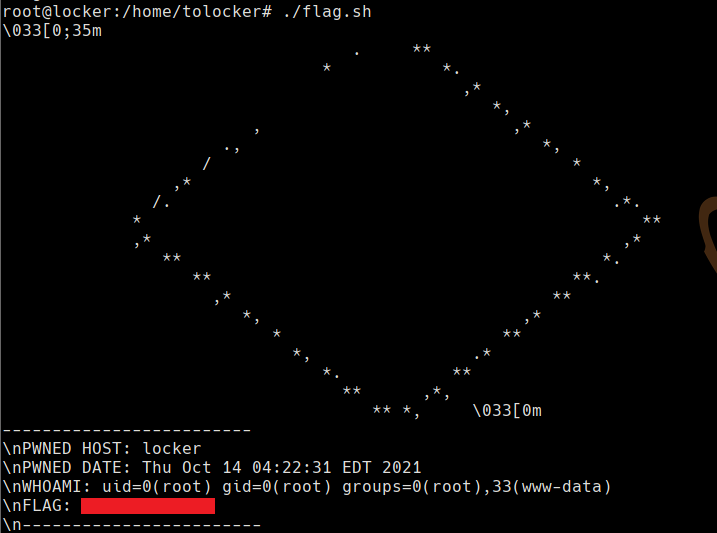 root@locker:/home/tolocker# ./flag.sh
\033[0;35m
. **
* *.
,*
*,
, ,*
., *,
/ *
,* *,
/. .*.
* **
,* ,*
** *.
** **.
,* **
*, ,*
* **
*, .*
*. **
** ,*,
** *, \033[0m
-------------------------
\nPWNED HOST: locker
\nPWNED DATE: Thu Oct 14 04:22:31 EDT 2021
\nWHOAMI: uid=0(root) gid=0(root) groups=0(root),33(www-data)
\nFLAG:
\n------------------------